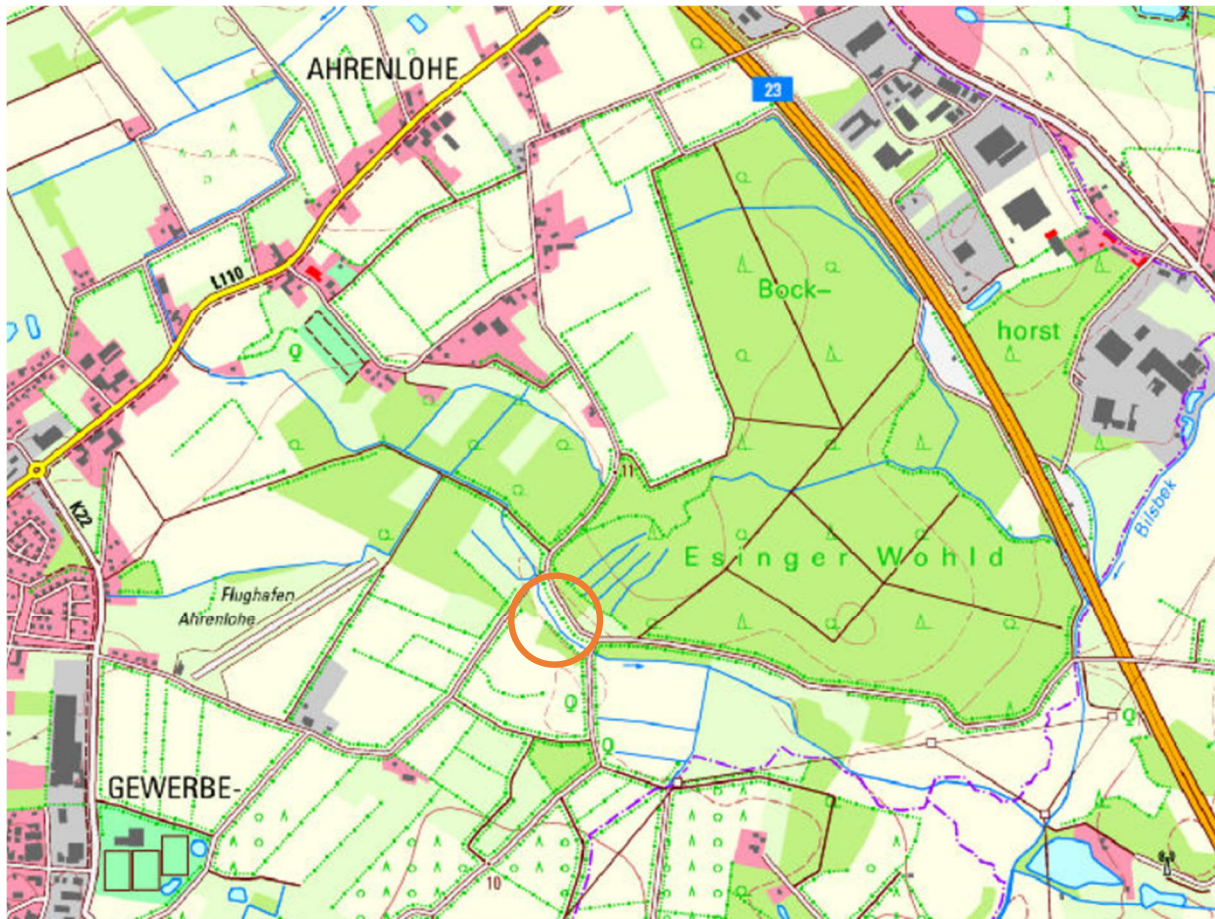 AHRENLOHE
23
L110
Bock-
horst
11
K22
Esinger Wohld
Bilsbek
Flughafen
Ahrenlohe
GEWERBE-
10